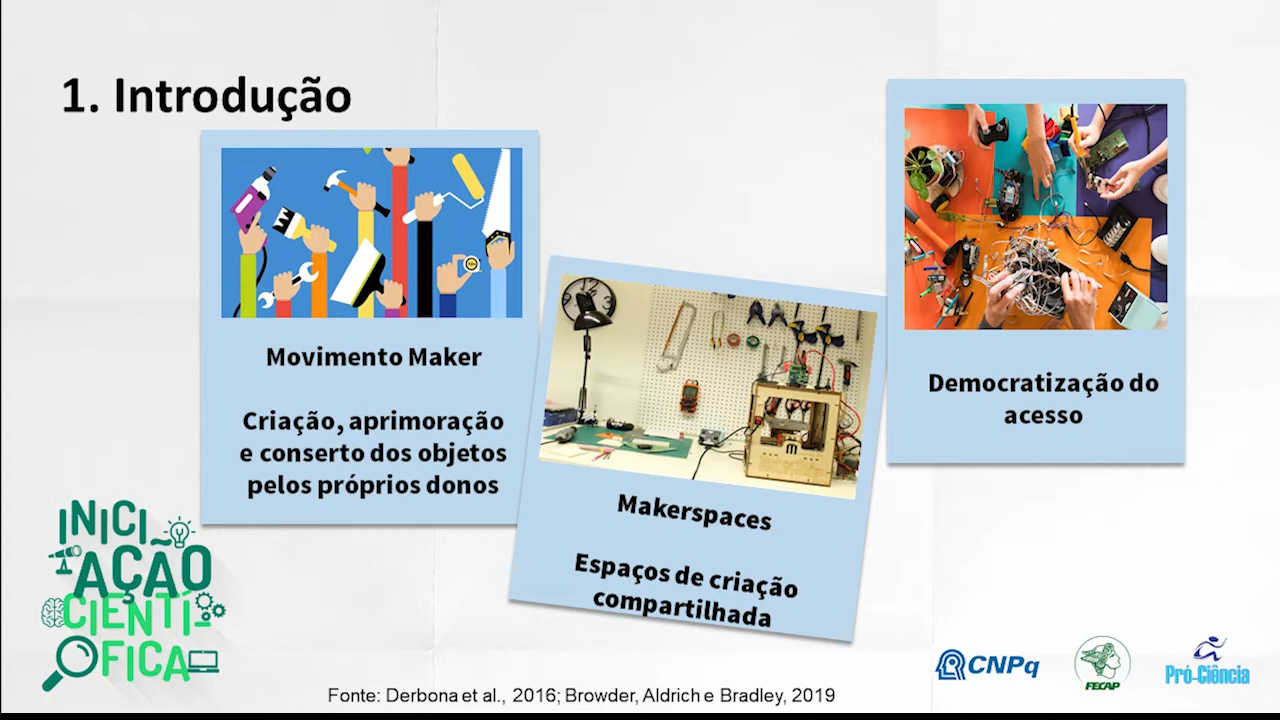 1. Introdução
Movimento Maker
Criação, aprimoração
e conserto dos objetos
pelos próprios donos
Makerspaces
Espaços de criação
compartilhada
Democratização do
acesso
INICI
AÇÃO
CIENTÍ-
FICA
Fonte: Derbona et al., 2016; Browder, Aldrich e Bradley, 2019
CNPq
FECAP
Pró-Ciência